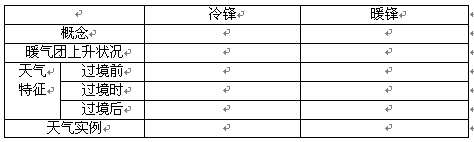 冷锋 暖锋
概念
暖气团上升状况
天气特征 过境前
过境时
过境后
天气实例